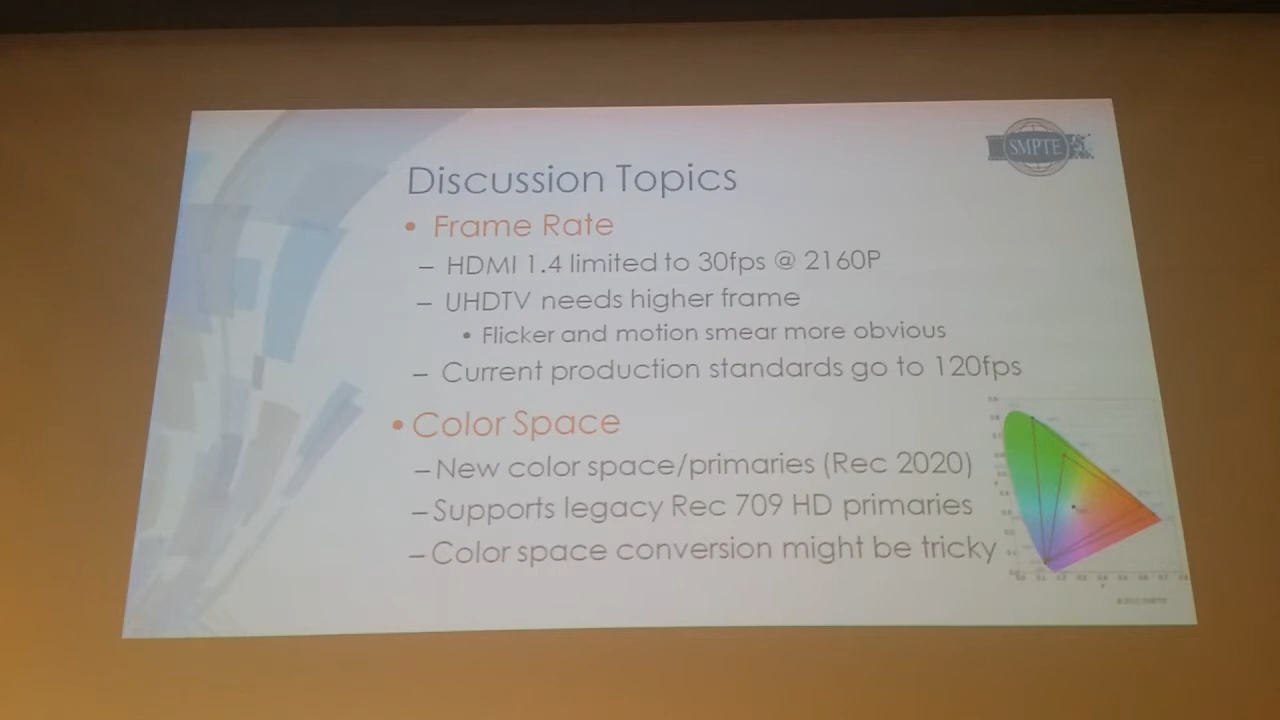 SMPTE
Discussion Topics
• Frame Rate
– HDMI 1.4 limited to 30fps @ 2160P
– UHDTV needs higher frame
• Flicker and motion smear more obvious
– Current production standards go to 120fps
• Color Space
– New color space/primaries (Rec 2020)
– Supports legacy Rec 709 HD primaries
– Color space conversion might be tricky